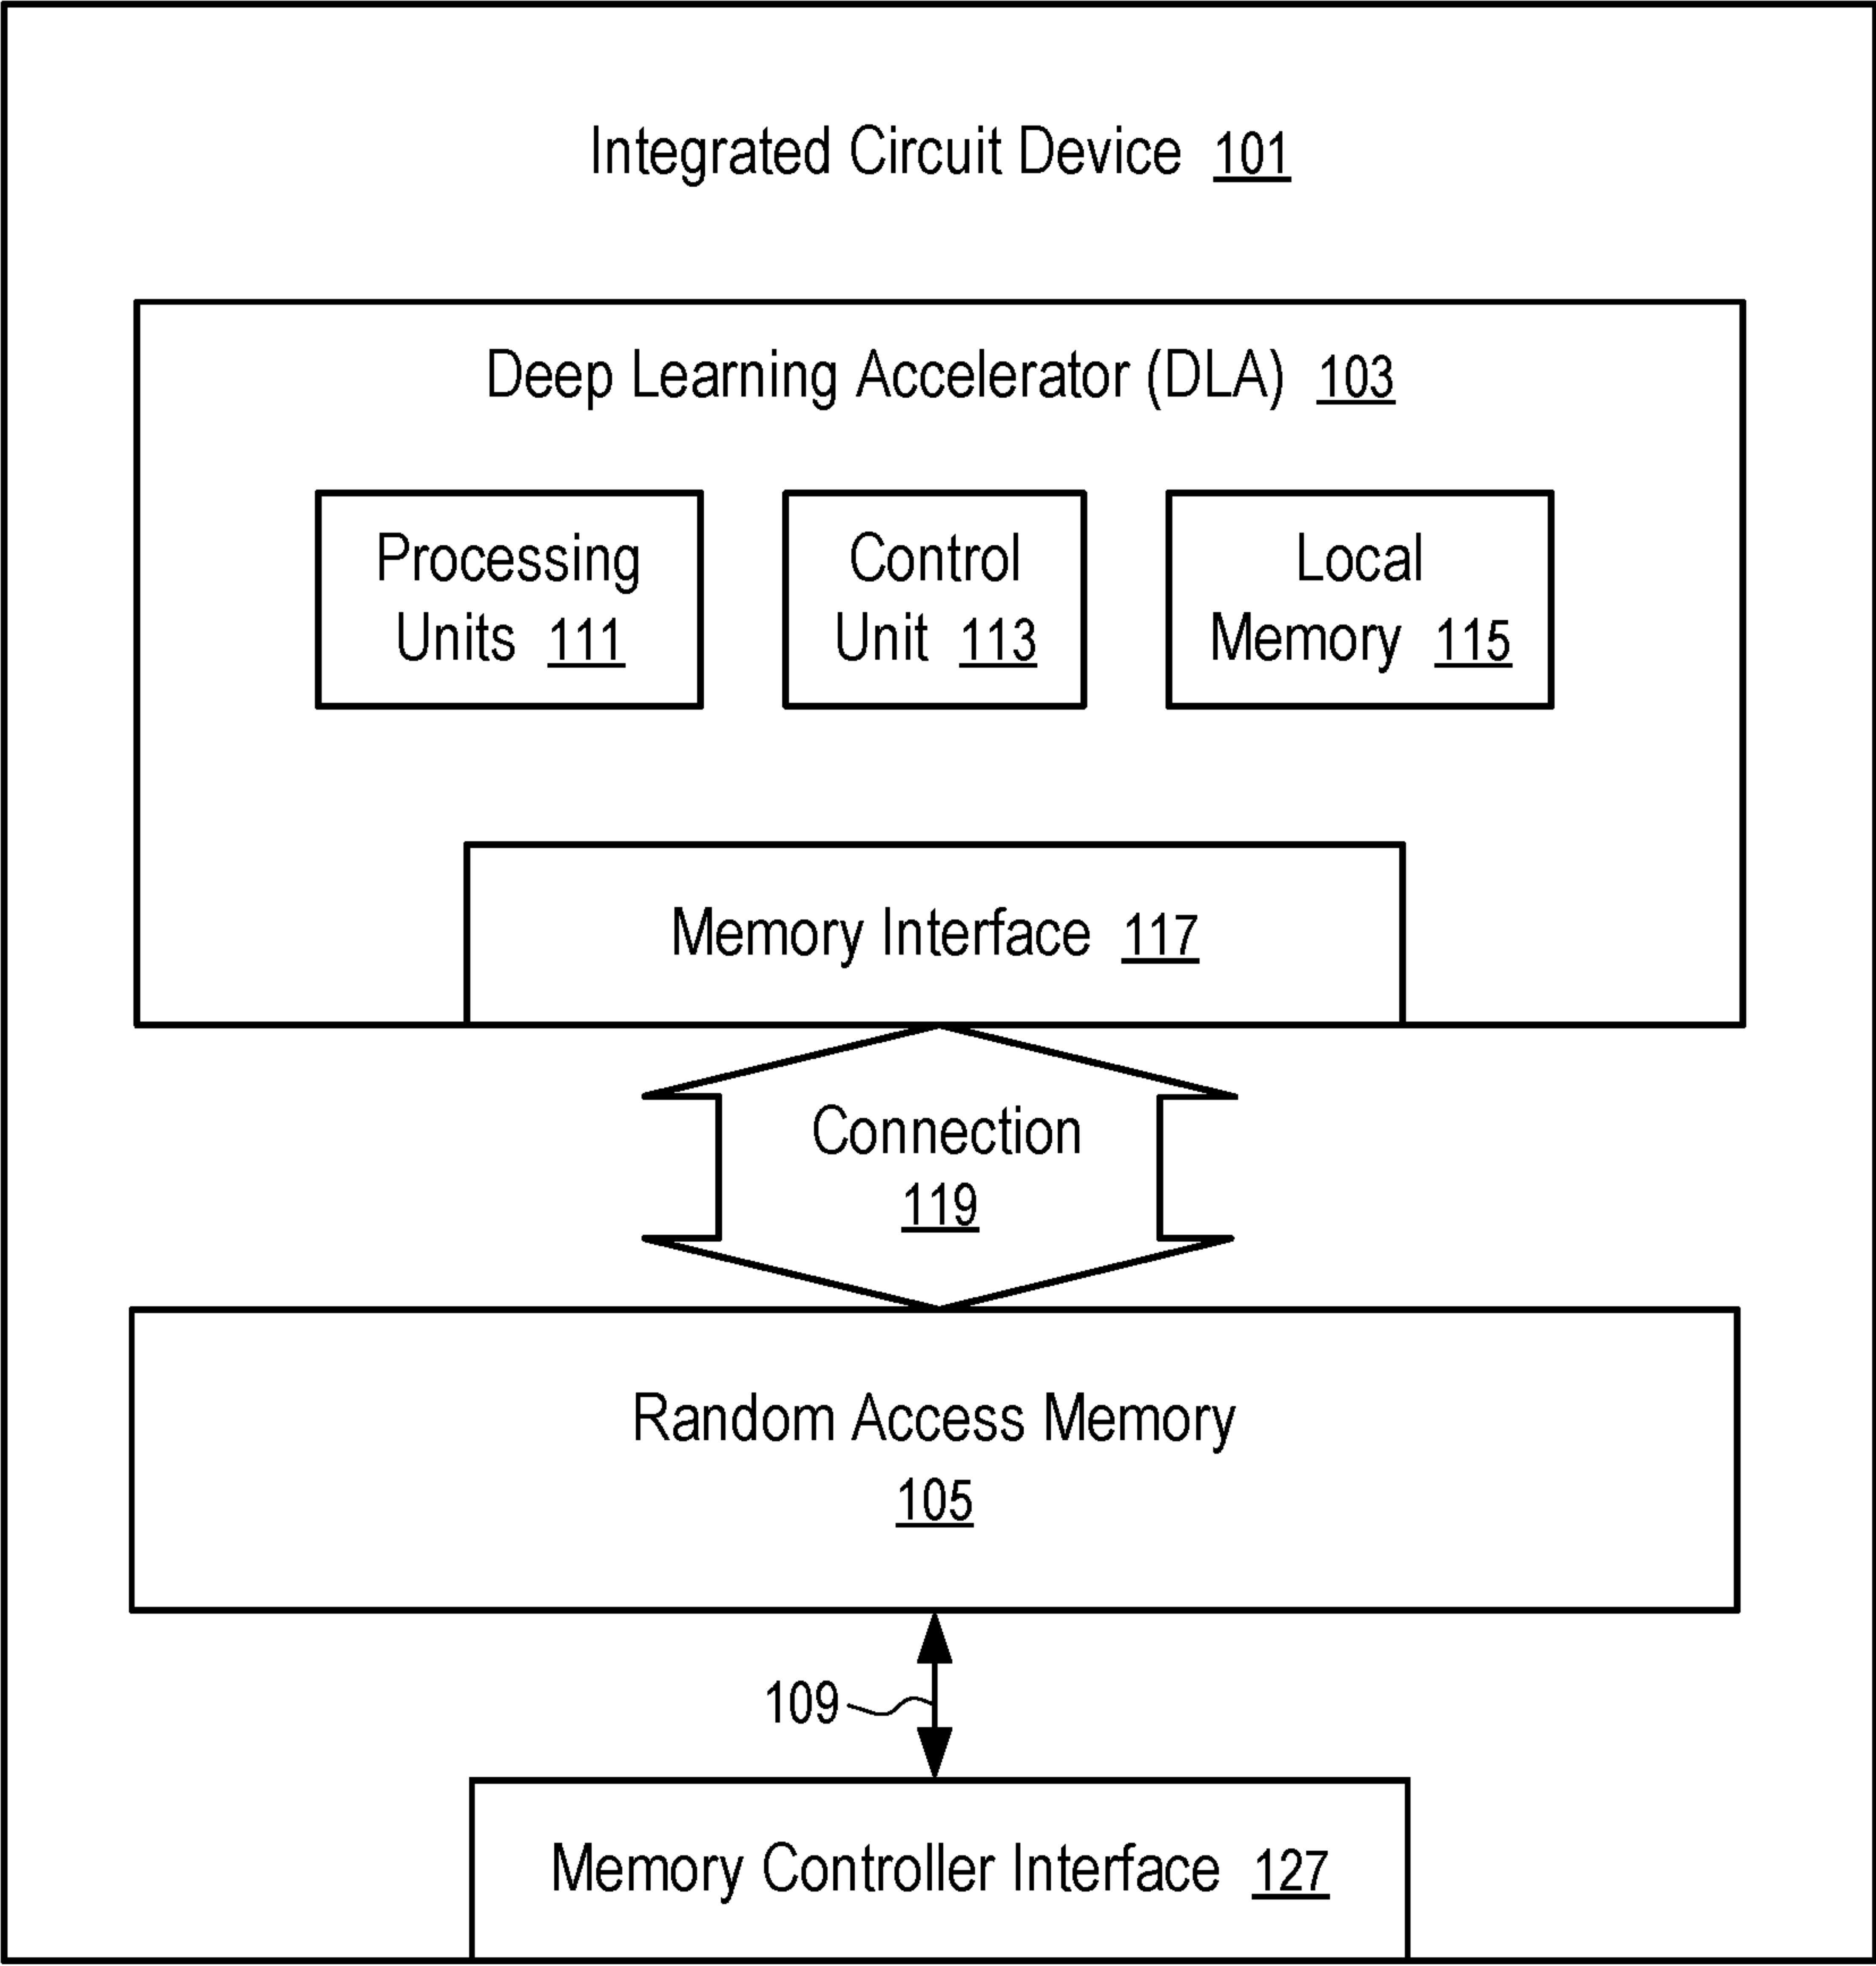 Integrated Circuit Device 101
Deep Learning Accelerator (DLA) 103
Processing
Units 111
Control
Unit 113
Local
Memory 115
Memory Interface 117
Connection
119
Random Access Memory
105
109
Memory Controller Interface 127